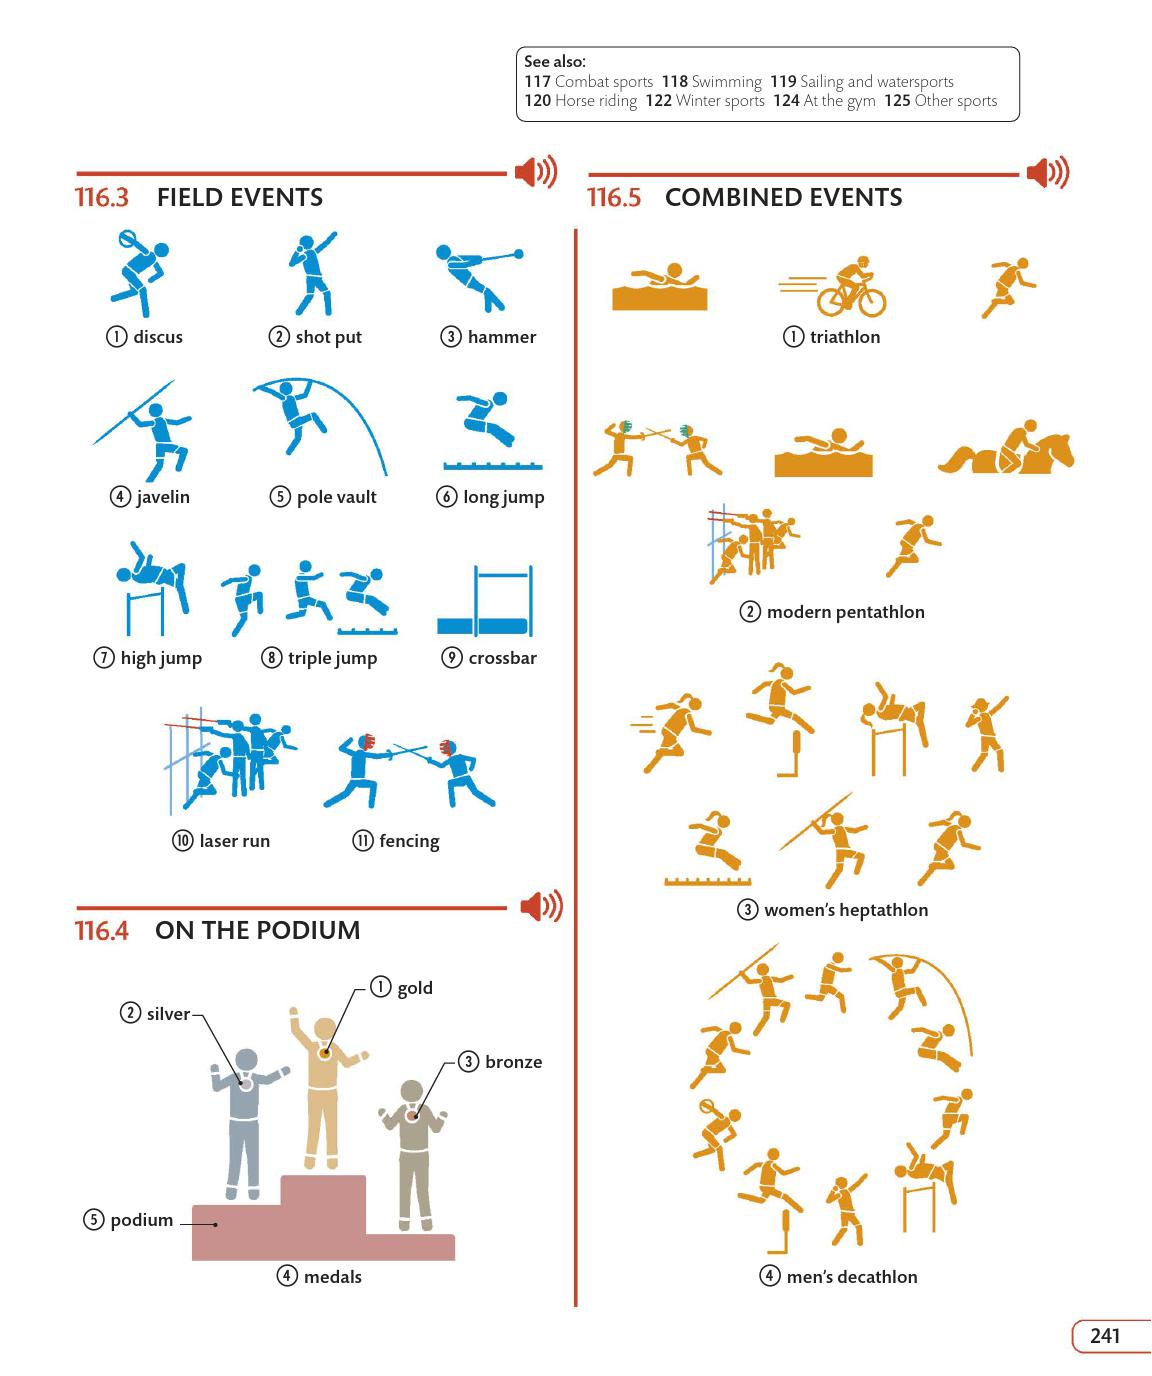 See also:
117 Combat sports 118 Swimming 119 Sailing and watersports
120 Horse riding 122 Winter sports 124 At the gym 125 Other sports
116.3 FIELD EVENTS
① discus
② shot put
③ hammer
④ javelin
⑤ pole vault
⑥ long jump
⑦ high jump
⑧ triple jump
⑨ crossbar
⑩ laser run
⑪ fencing
116.4 ON THE PODIUM
① gold
② silver
③ bronze
⑤ podium
④ medals
116.5 COMBINED EVENTS
① triathlon
② modern pentathlon
③ women’s heptathlon
④ men’s decathlon
241